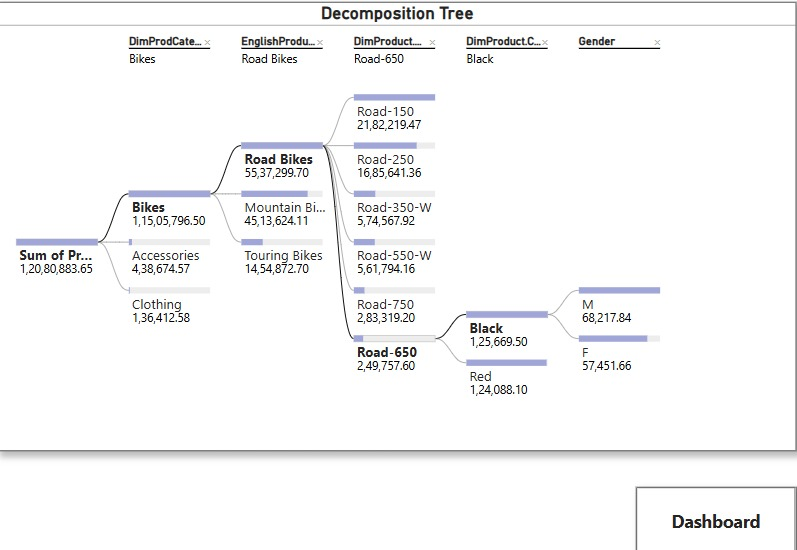 Decomposition Tree
DimProdCate... × EnglishProdu... × DimProduct.... × DimProduct.C... × Gender ×
Bikes Road Bikes Road-650 Black
Road-150
21,82,219.47
Road Bikes
55,37,299.70
Road-250
16,85,641.36
Bikes
1,15,05,796.50
Mountain Bi...
45,13,624.11
Road-350-W
5,74,567.92
Sum of Pr...
1,20,80,883.65
Accessories
4,38,674.57
Touring Bikes
14,54,872.70
Road-550-W
5,61,794.16
Clothing
1,36,412.58
Road-750
2,83,319.20
M
68,217.84
Black
1,25,669.50
Road-650
2,49,757.60
F
57,451.66
Red
1,24,088.10
Dashboard